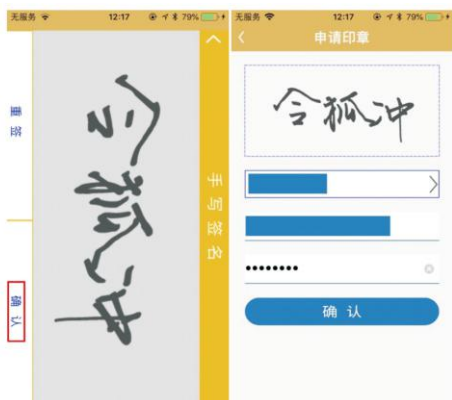 无服务 12:17 79%
手写签名
令狐冲
重签
确认
无服务 12:17 79%
申请印章
令狐冲
••••••••
确 认